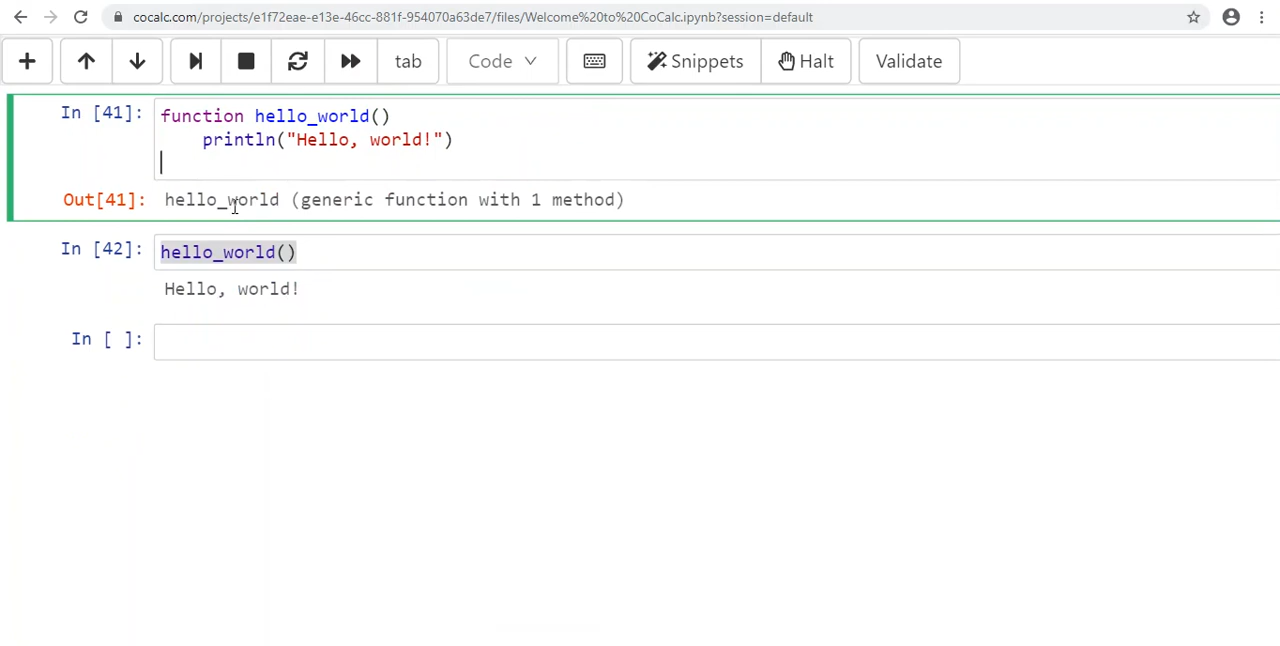 cocalc.com/projects/e1f72eae-e13e-46cc-881f-954070a63de7/files/Welcome%20to%20CoCalc.ipynb?session=default
tab Code Snippets Halt Validate
In [41]: function hello_world()
println("Hello, world!")
Out[41]: hello_world (generic function with 1 method)
In [42]: hello_world()
Hello, world!
In [ ]: